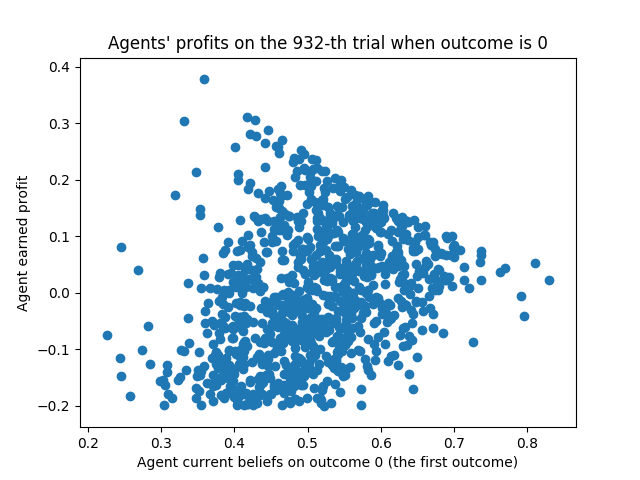 Agents' profits on the 932-th trial when outcome is 0
0.4
0.3
0.2
0.1
0.0
−0.1
−0.2
Agent earned profit
0.2 0.3 0.4 0.5 0.6 0.7 0.8
Agent current beliefs on outcome 0 (the first outcome)